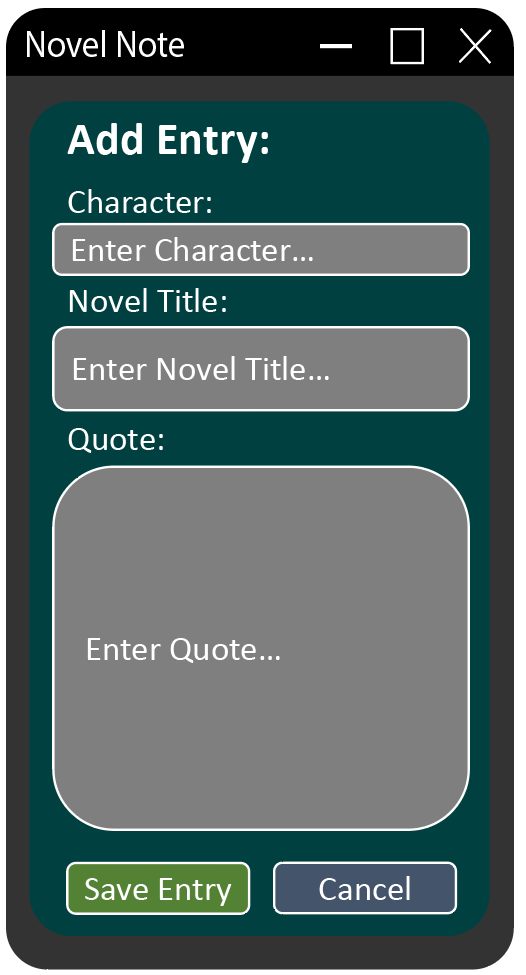 Novel Note
Add Entry:
Character:
Enter Character...
Novel Title:
Enter Novel Title...
Quote:
Enter Quote...
Save Entry
Cancel